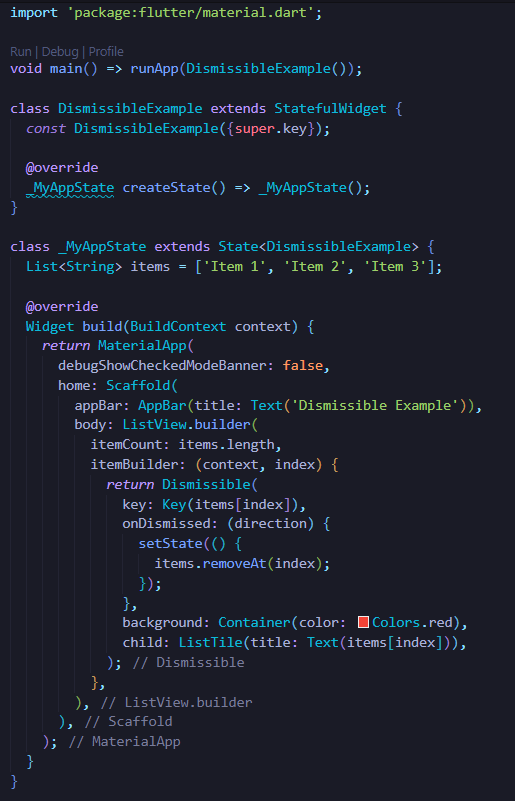 import 'package:flutter/material.dart';
Run | Debug | Profile
void main() => runApp(DismissibleExample());
class DismissibleExample extends StatefulWidget {
const DismissibleExample({super.key});
@override
_MyAppState createState() => _MyAppState();
}
class _MyAppState extends State<DismissibleExample> {
List<String> items = ['Item 1', 'Item 2', 'Item 3'];
@override
Widget build(BuildContext context) {
return MaterialApp(
debugShowCheckedModeBanner: false,
home: Scaffold(
appBar: AppBar(title: Text('Dismissible Example')),
body: ListView.builder(
itemCount: items.length,
itemBuilder: (context, index) {
return Dismissible(
key: Key(items[index]),
onDismissed: (direction) {
setState(() {
items.removeAt(index);
});
},
background: Container(color: Colors.red),
child: ListTile(title: Text(items[index])),
); // Dismissible
},
), // ListView.builder
), // Scaffold
); // MaterialApp
}
}